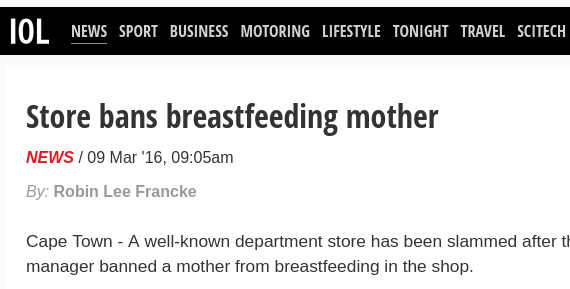 IOL NEWS SPORT BUSINESS MOTORING LIFESTYLE TONIGHT TRAVEL SCITECH
Store bans breastfeeding mother
NEWS / 09 Mar '16, 09:05am
By: Robin Lee Francke
Cape Town - A well-known department store has been slammed after
manager banned a mother from breastfeeding in the shop.